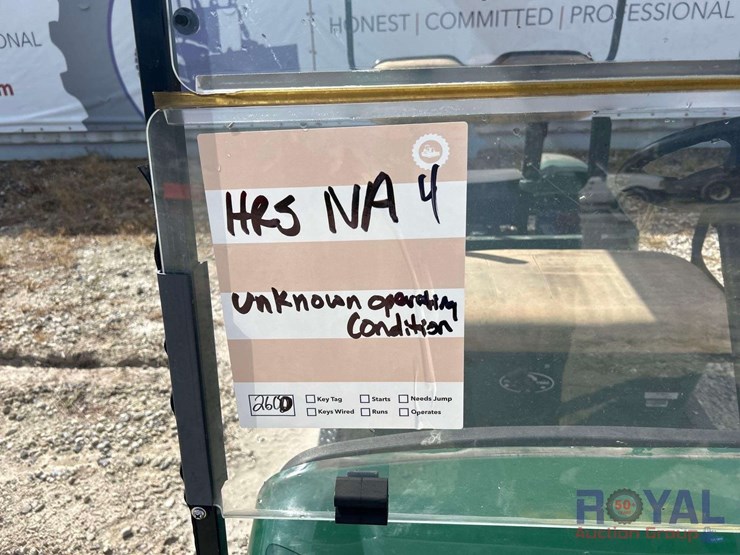 HONEST | COMMITTED | PROFESSIONAL
ONAL
m
HRS NA 4
Unknown operating
Condition
Key Tag Starts Needs Jump
Keys Wired Runs Operates
50
ROYAL
Auction Group